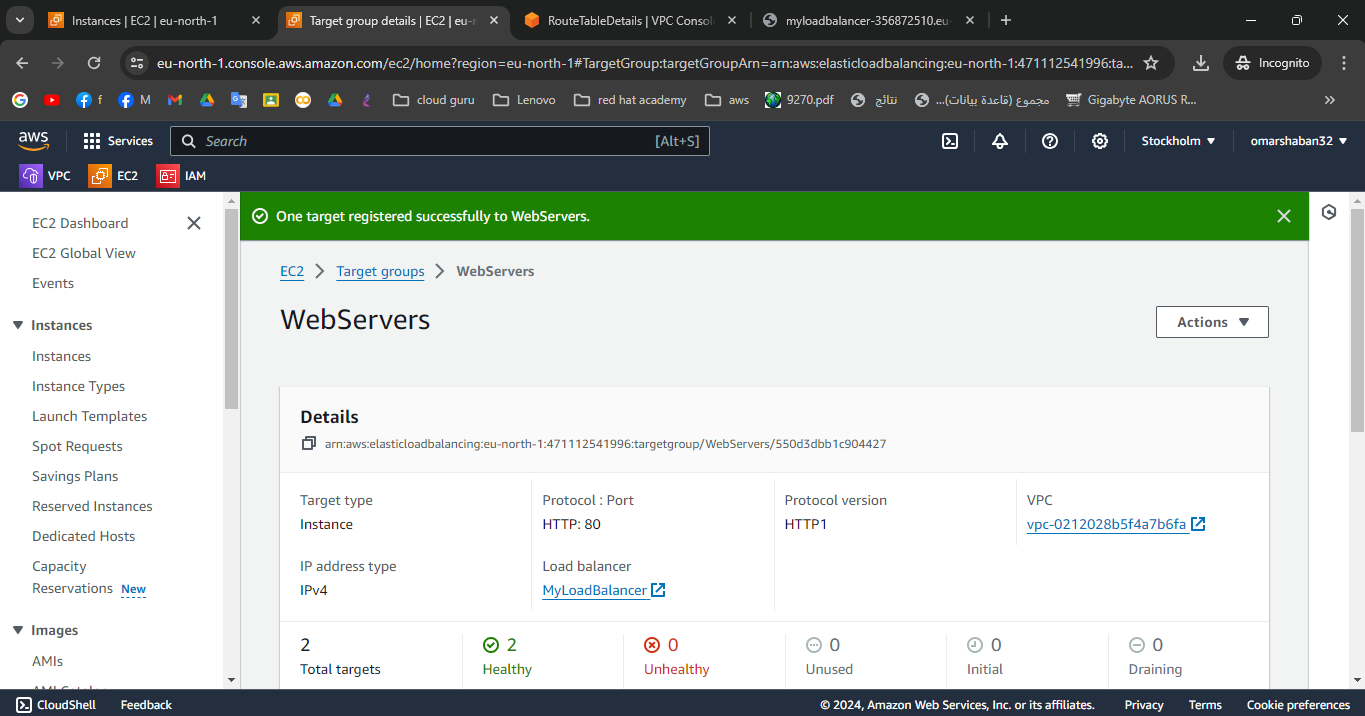 Instances | EC2 | eu-north-1
Target group details | EC2 | eu-n
RouteTableDetails | VPC Consol
myloadbalancer-356872510.eu-
eu-north-1.console.aws.amazon.com/ec2/home?region=eu-north-1#TargetGroup:targetGroupArn=arn:aws:elasticloadbalancing:eu-north-1:471112541996:ta...
Incognito
f
M
cloud guru
Lenovo
red hat academy
aws
9270.pdf
نتائج
مجموع (قاعدة بيانات)...
Gigabyte AORUS R...
aws
Services
Search
[Alt+S]
Stockholm
omarshaban32
VPC
EC2
IAM
EC2 Dashboard
EC2 Global View
Events
Instances
Instances
Instance Types
Launch Templates
Spot Requests
Savings Plans
Reserved Instances
Dedicated Hosts
Capacity
Reservations New
Images
AMIs
AMI Catalog
One target registered successfully to WebServers.
EC2 > Target groups > WebServers
WebServers
Actions
Details
arn:aws:elasticloadbalancing:eu-north-1:471112541996:targetgroup/WebServers/550d3dbb1c904427
Target type
Instance
Protocol : Port
HTTP: 80
Protocol version
HTTP1
VPC
vpc-0212028b5f4a7b6fa
IP address type
IPv4
Load balancer
MyLoadBalancer
2
Total targets
2
Healthy
0
Unhealthy
0
Unused
0
Initial
0
Draining
CloudShell
Feedback
© 2024, Amazon Web Services, Inc. or its affiliates.
Privacy
Terms
Cookie preferences